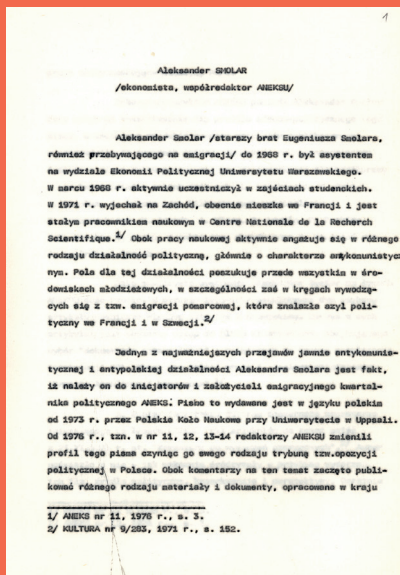 1
Aleksander SMOLAR
/ekonomista, współredaktor ANEKSU/
Aleksander Smolar /starszy brat Eugeniusza Smolara,
również przebywającego na emigracji/ do 1968 r. był asystentem
na wydziale Ekonomii Politycznej Uniwersytetu Warszawskiego.
W marcu 1968 r. aktywnie uczestniczył w zajściach studenckich.
W 1971 r. wyjechał na Zachód, obecnie mieszka we Francji i jest
stałym pracownikiem naukowym w Centre Nationale de la Recherch
Scientifique.1/ Obok pracy naukowej aktywnie angażuje się w różnego
rodzaju działalność polityczną, głównie o charakterze antykomunistycz
nym. Pola dla tej działalności poszukuje przede wszystkim w śro-
dowiskach młodzieżowych, w szczególności zaś w kręgach wywodzą-
cych się z tzw. emigracji pomarcowej, która znalazła azyl poli-
tyczny we Francji i w Szwecji.2/
Jednym z najważniejszych przejawów jawnie antykomunis-
tycznej i antypolskiej działalności Aleksandra Smolara jest fakt,
iż należy on do inicjatorów i założycieli emigracyjnego kwartal-
nika politycznego ANEKS. Pismo to wydawane jest w języku polskim
od 1973 r. przez Polskie Koło Naukowe przy Uniwersytecie w Uppsali.
Od 1976 r., tzn. w nr 11, 12, 13-14 redaktorzy ANEKSU zmienili
profil tego pisma czyniąc go swego rodzaju trybuną tzw.opozycji
politycznej w Polsce. Obok komentarzy na ten temat zaczęto publi-
kować różnego rodzaju materiały i dokumenty, opracowane w kraju
1/ ANEKS nr 11, 1976 r., s. 3.
2/ KULTURA nr 9/283, 1971 r., s. 152.